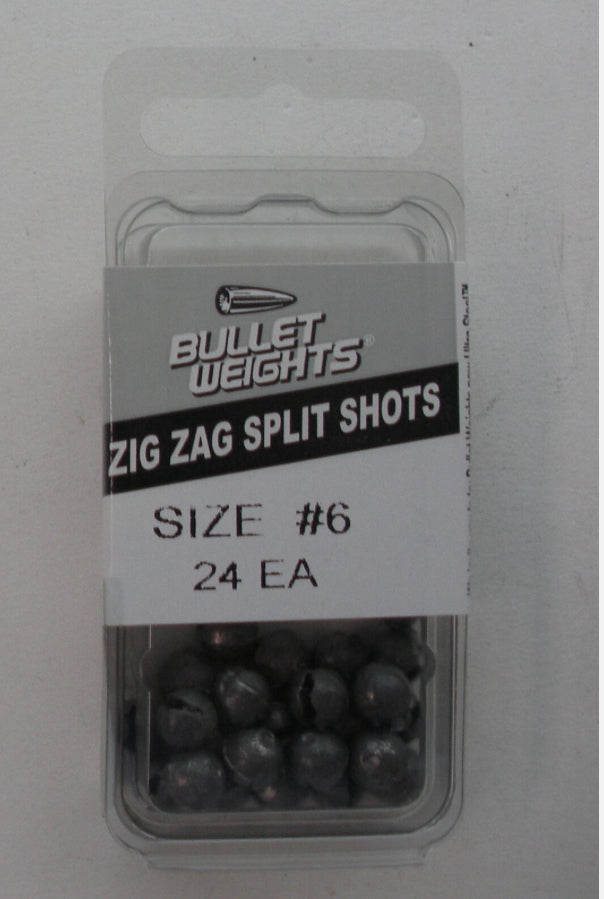 BULLET
WEIGHTS®
ZIG ZAG SPLIT SHOTS
SIZE #6
24 EA